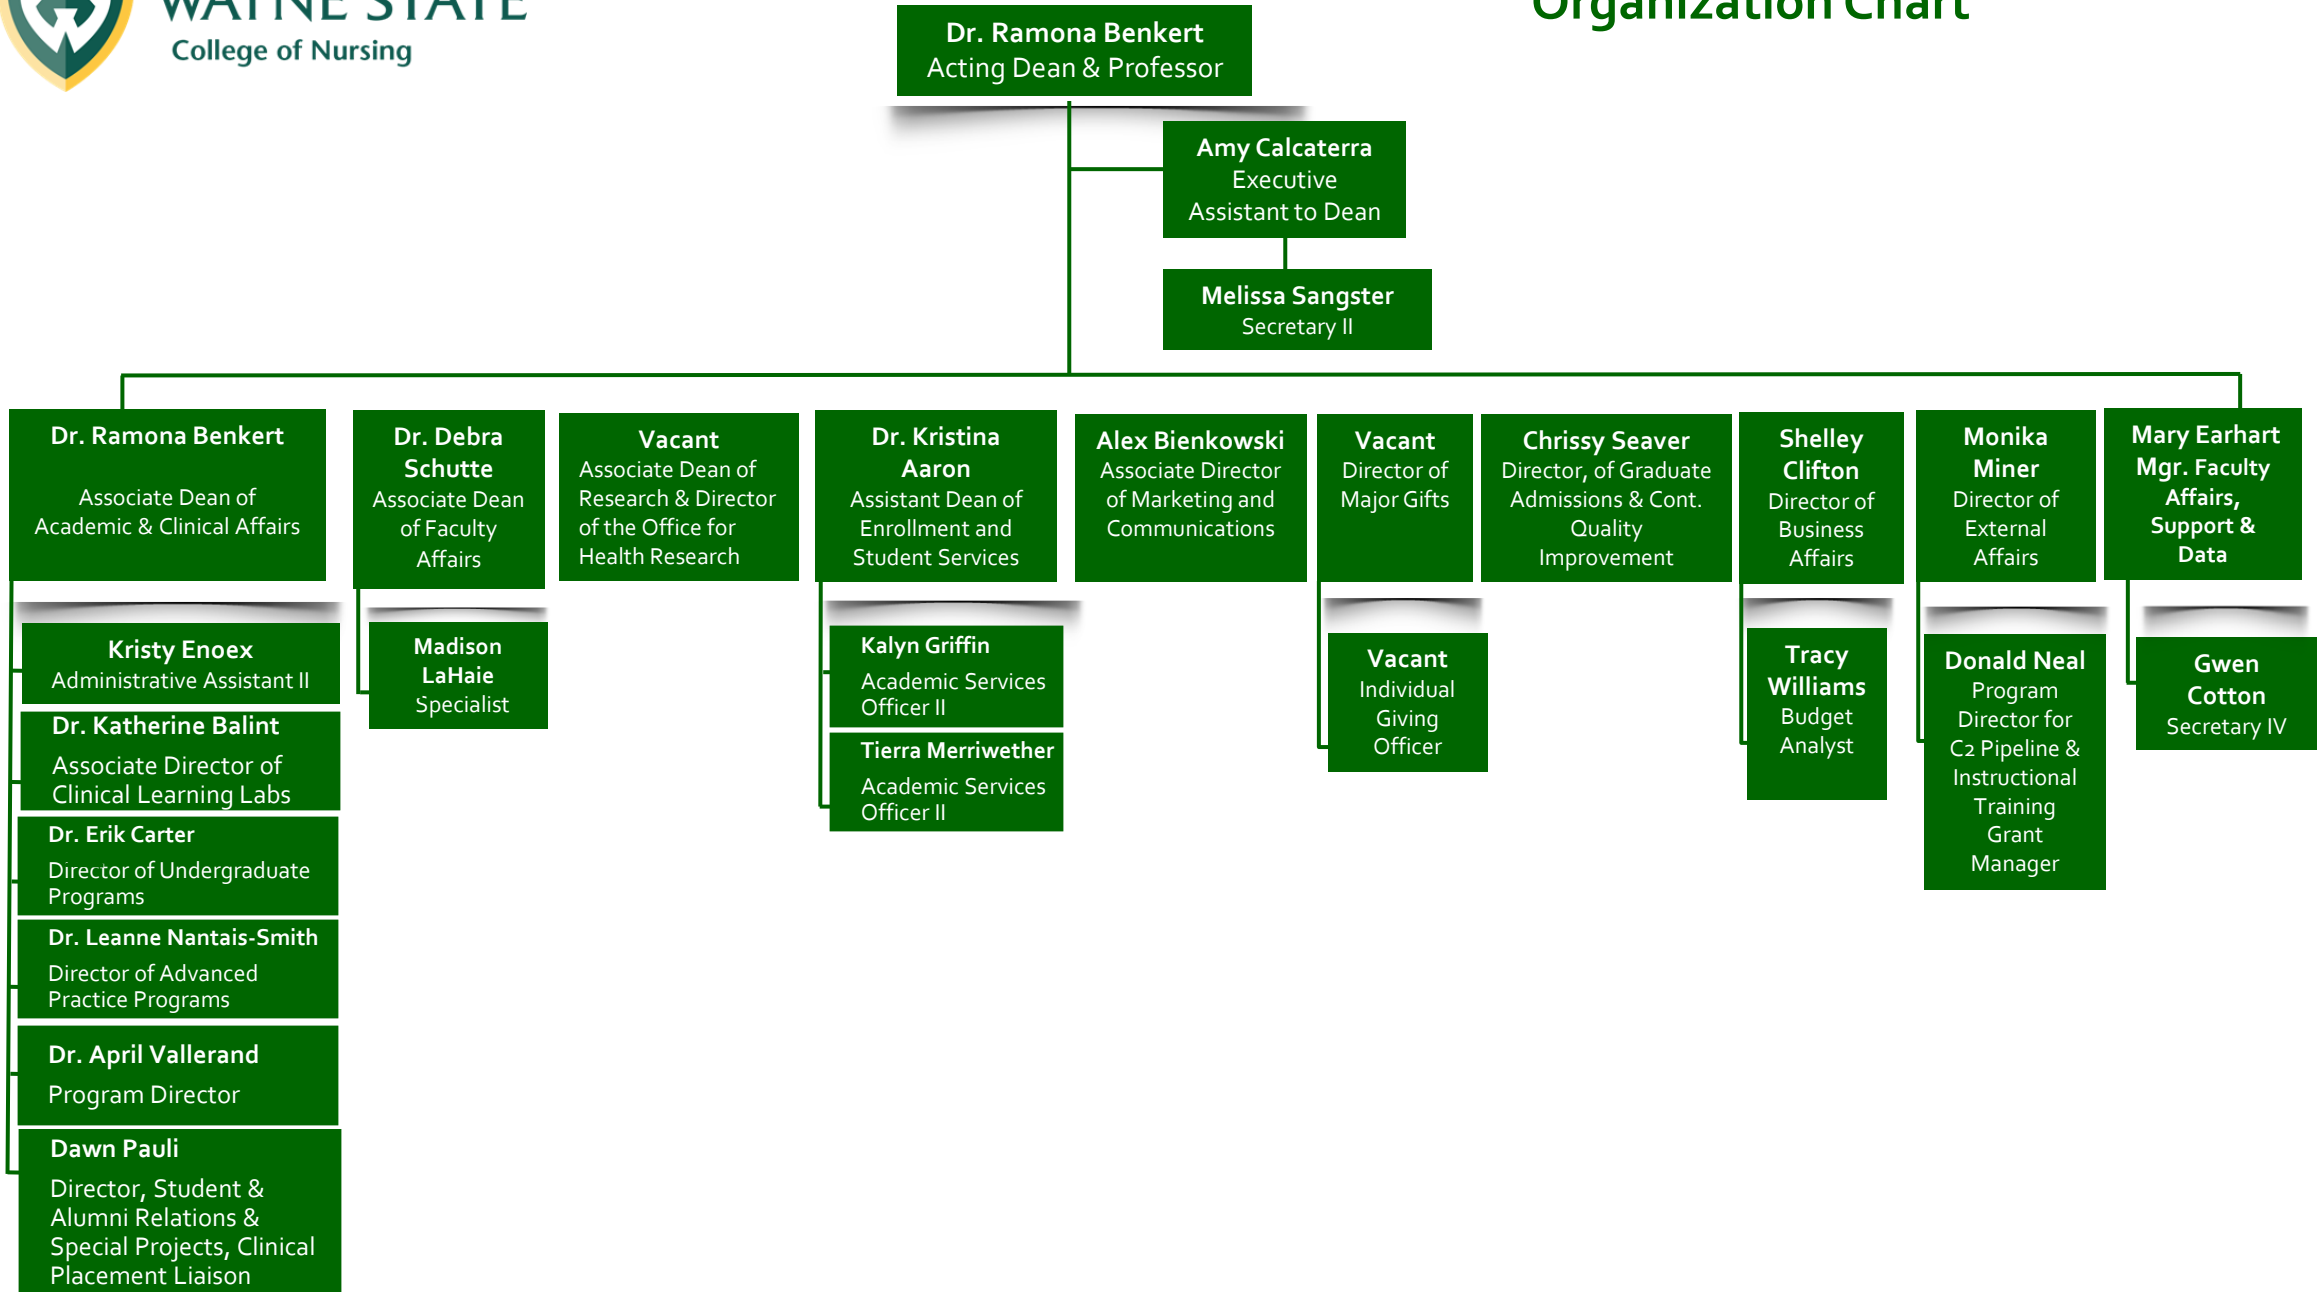 WAYNE STATE
College of Nursing
Organization Chart
Dr. Ramona Benkert
Acting Dean & Professor
Amy Calcaterra
Executive
Assistant to Dean
Melissa Sangster
Secretary II
Dr. Ramona Benkert
Associate Dean of
Academic & Clinical Affairs
Dr. Debra
Schutte
Associate Dean
of Faculty
Affairs
Vacant
Associate Dean of
Research & Director
of the Office for
Health Research
Dr. Kristina
Aaron
Assistant Dean of
Enrollment and
Student Services
Alex Bienkowski
Associate Director
of Marketing and
Communications
Vacant
Director of
Major Gifts
Chrissy Seaver
Director, of Graduate
Admissions & Cont.
Quality
Improvement
Shelley
Clifton
Director of
Business
Affairs
Monika
Miner
Director of
External
Affairs
Mary Earhart
Mgr. Faculty
Affairs,
Support &
Data
Kristy Enoex
Administrative Assistant II
Dr. Katherine Balint
Associate Director of
Clinical Learning Labs
Dr. Erik Carter
Director of Undergraduate
Programs
Dr. Leanne Nantais-Smith
Director of Advanced
Practice Programs
Dr. April Vallerand
Program Director
Dawn Pauli
Director, Student &
Alumni Relations &
Special Projects, Clinical
Placement Liaison
Madison
LaHaie
Specialist
Kalyn Griffin
Academic Services
Officer II
Tierra Merriwether
Academic Services
Officer II
Vacant
Individual
Giving
Officer
Tracy
Williams
Budget
Analyst
Donald Neal
Program
Director for
C2 Pipeline &
Instructional
Training
Grant
Manager
Gwen
Cotton
Secretary IV